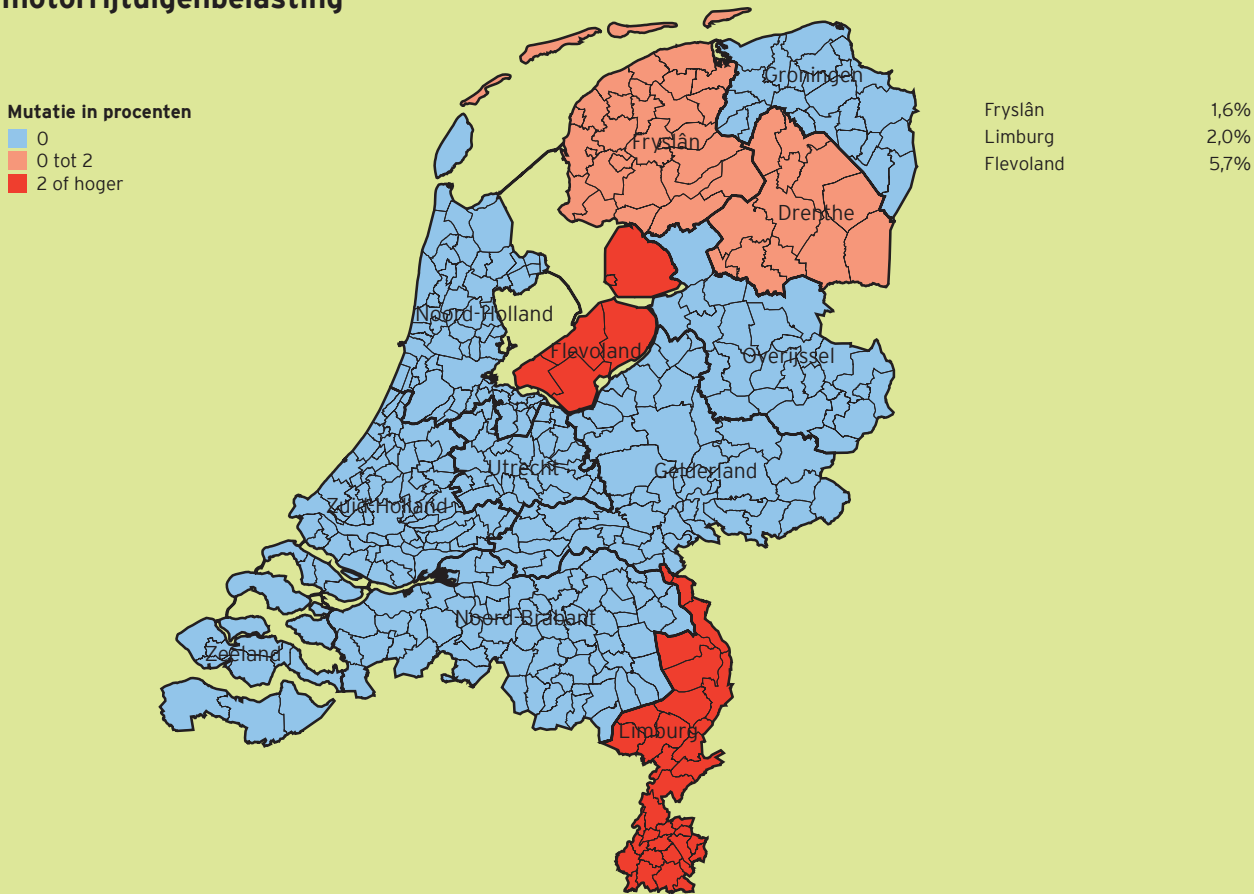 motorrijtuigenbelasting
Mutatie in procenten
0
0 tot 2
2 of hoger
Fryslân 1,6%
Limburg 2,0%
Flevoland 5,7%
Groningen
Fryslân
Drenthe
Noord-Holland
Flevoland
Overijssel
Utrecht
Gelderland
Zuid-Holland
Noord-Brabant
Zeeland
Limburg